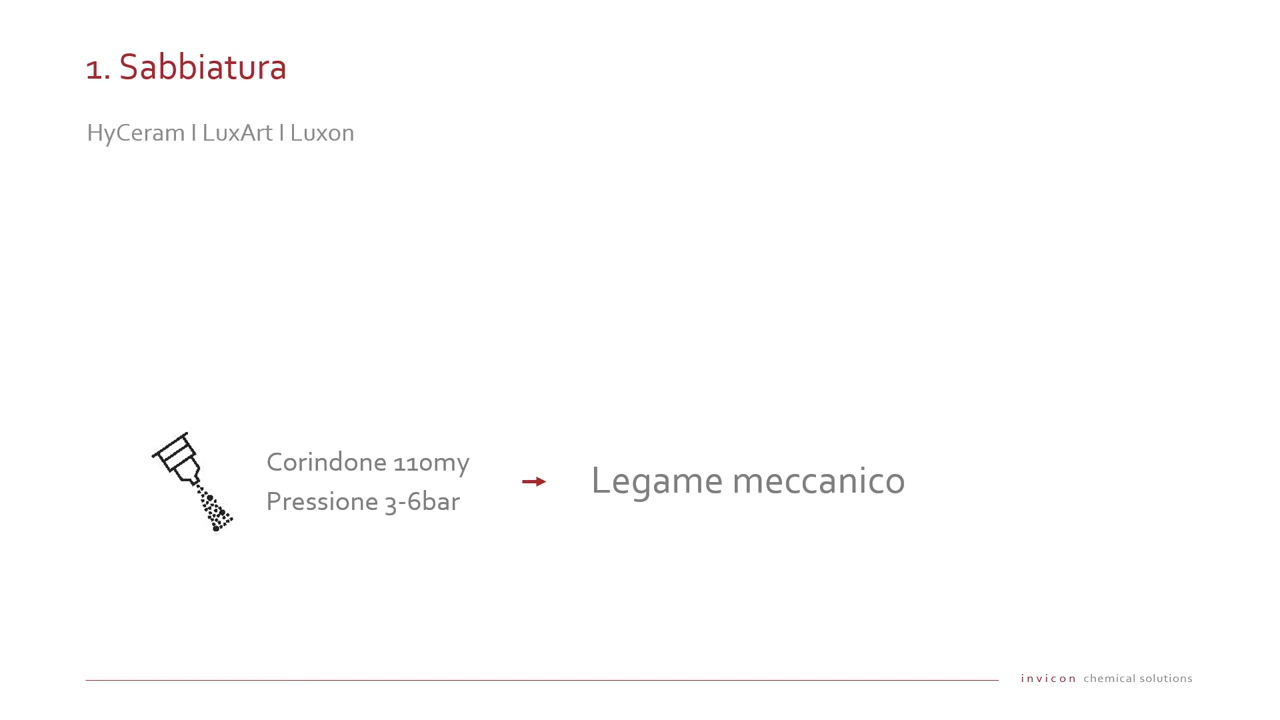 1. Sabbiatura
HyCeram I LuxArt I Luxon
Corindone 110my
Pressione 3-6bar
Legame meccanico
invicon chemical solutions